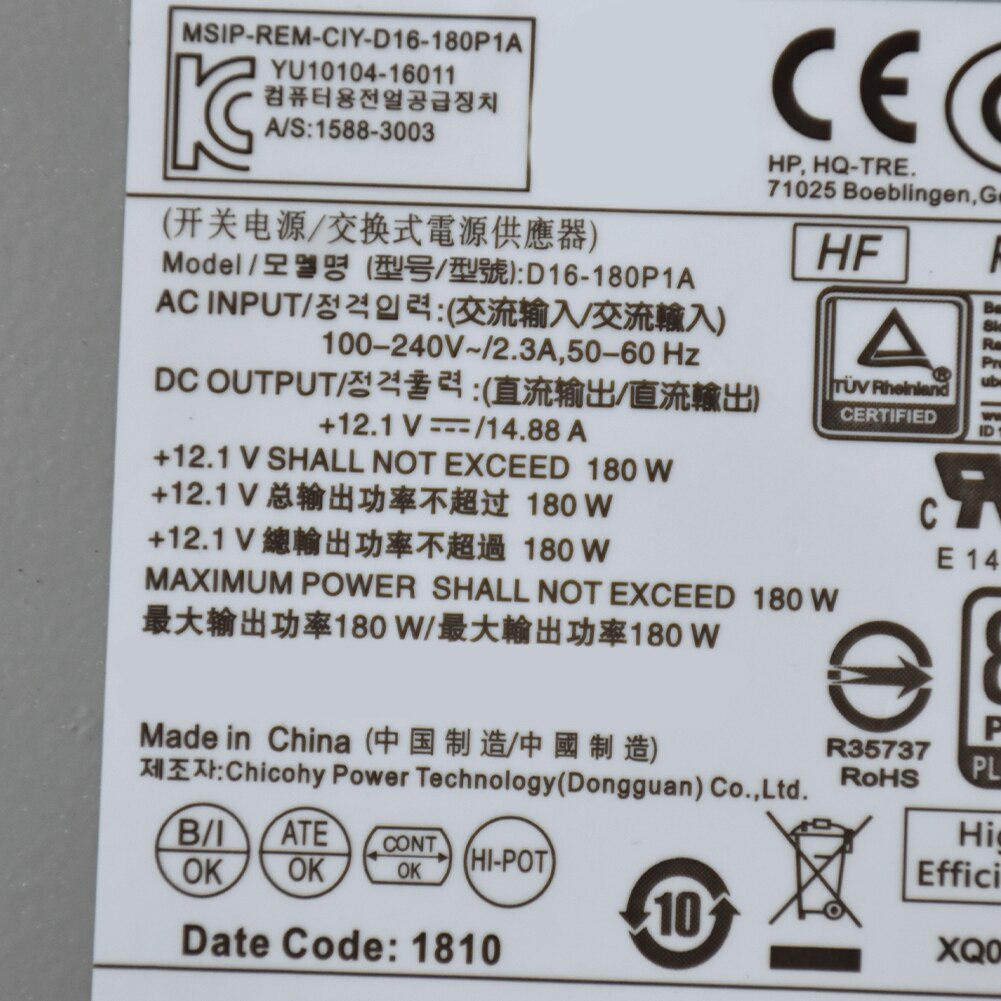 MSIP-REM-CIY-D16-180P1A
YU10104-16011
컴퓨터용전열공급징치
A/S:1588-3003
CE
HP, HQ-TRE.
71025 Boeblingen,
(开关电源/交换式電源供應器)
HF
Model/모델명 (型号/型號):D16-180P1A
AC INPUT/정격입력:(交流输入/交流輸入)
100–240V~/2.3A,50–60 Hz
DC OUTPUT/정격출력:(直流输出/直流輸出)
+12.1 V ⎓/14.88 A
TÜV Rheinland®
CERTIFIED
+12.1 V SHALL NOT EXCEED 180 W
+12.1 V 总输出功率不超过 180 W
+12.1 V 總輸出功率不超過 180 W
C
E 14
MAXIMUM POWER SHALL NOT EXCEED 180 W
最大输出功率180 W/最大輸出功率180 W
R35737
RoHS
Made in China (中国制造/中國制造)
제조자:Chicohy Power Technology(Dongguan) Co.,Ltd.
B/I
OK
ATE
OK
CONT
OK
HI-POT
10
Date Code: 1810
XQ0